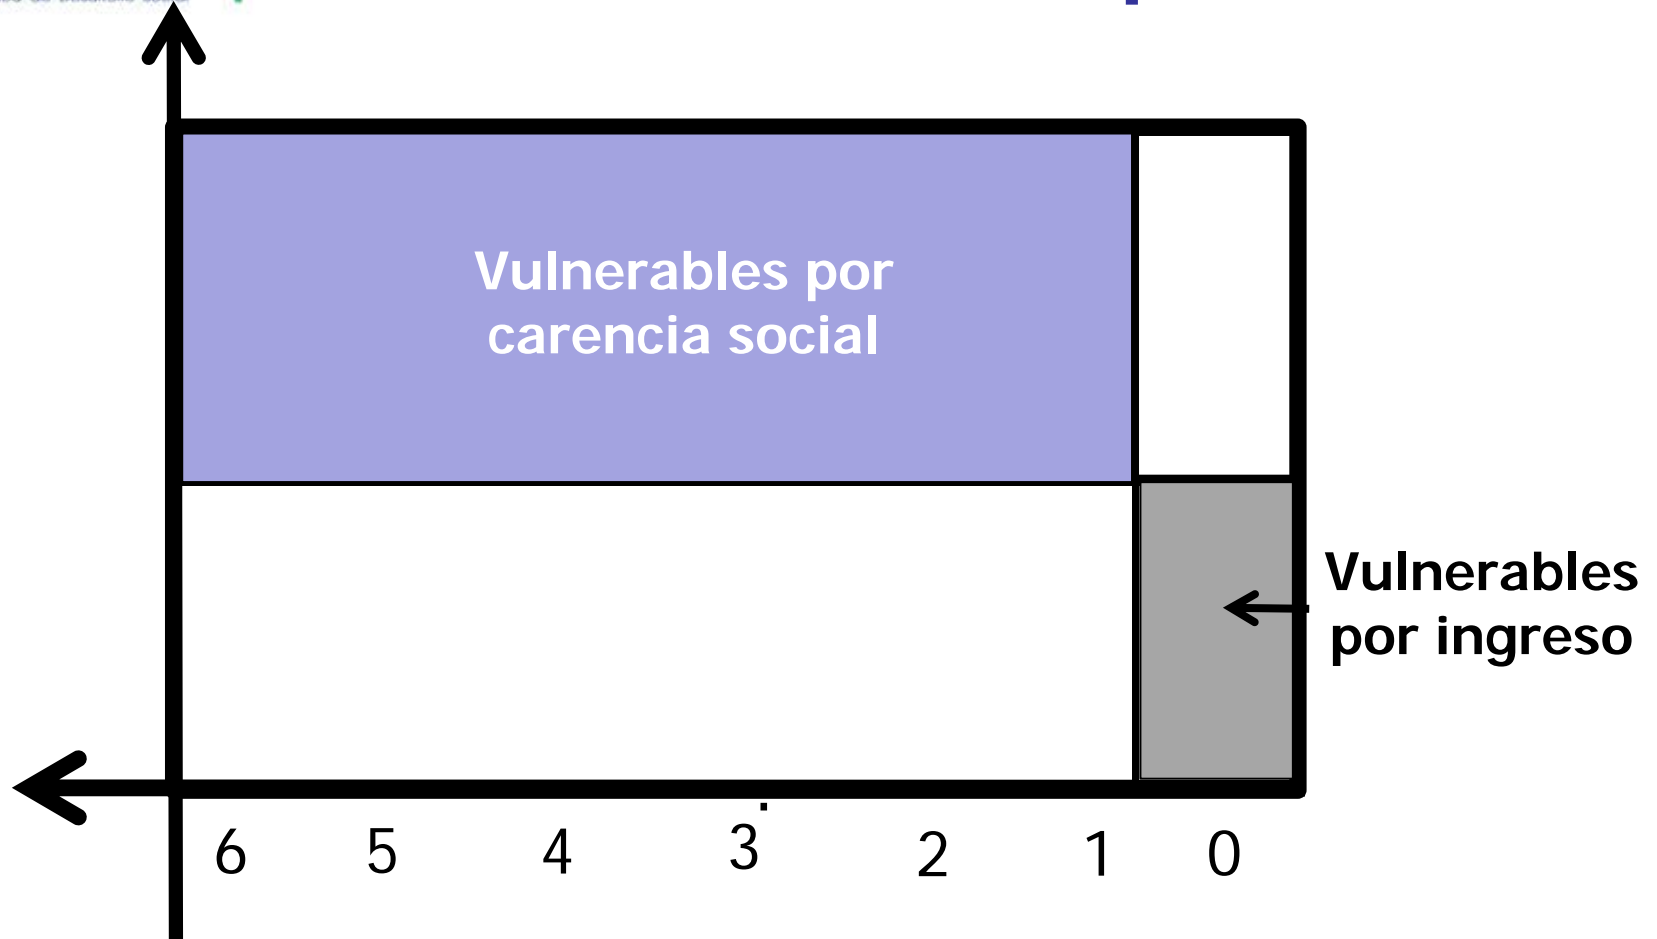 Vulnerables por
carencia social
Vulnerables
por ingreso
6 5 4 3 2 1 0